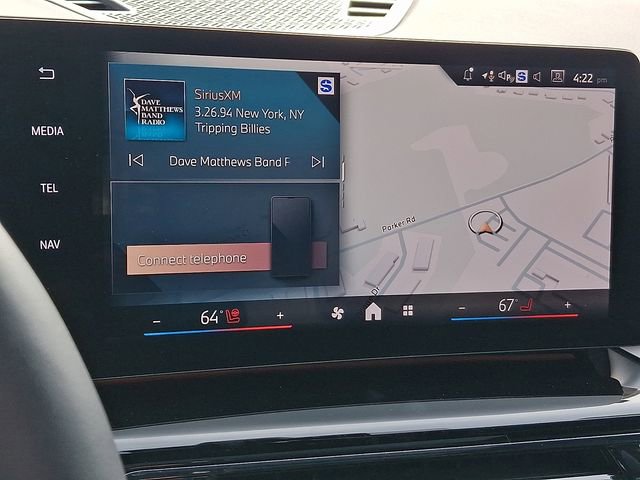 4:22 pm
MEDIA
TEL
NAV
DAVE
MATTHEWS
BAND
RADIO
SiriusXM
3.26.94 New York, NY
Tripping Billies
Dave Matthews Band F
Connect telephone
Parker Rd
− 64° +
− 67° +